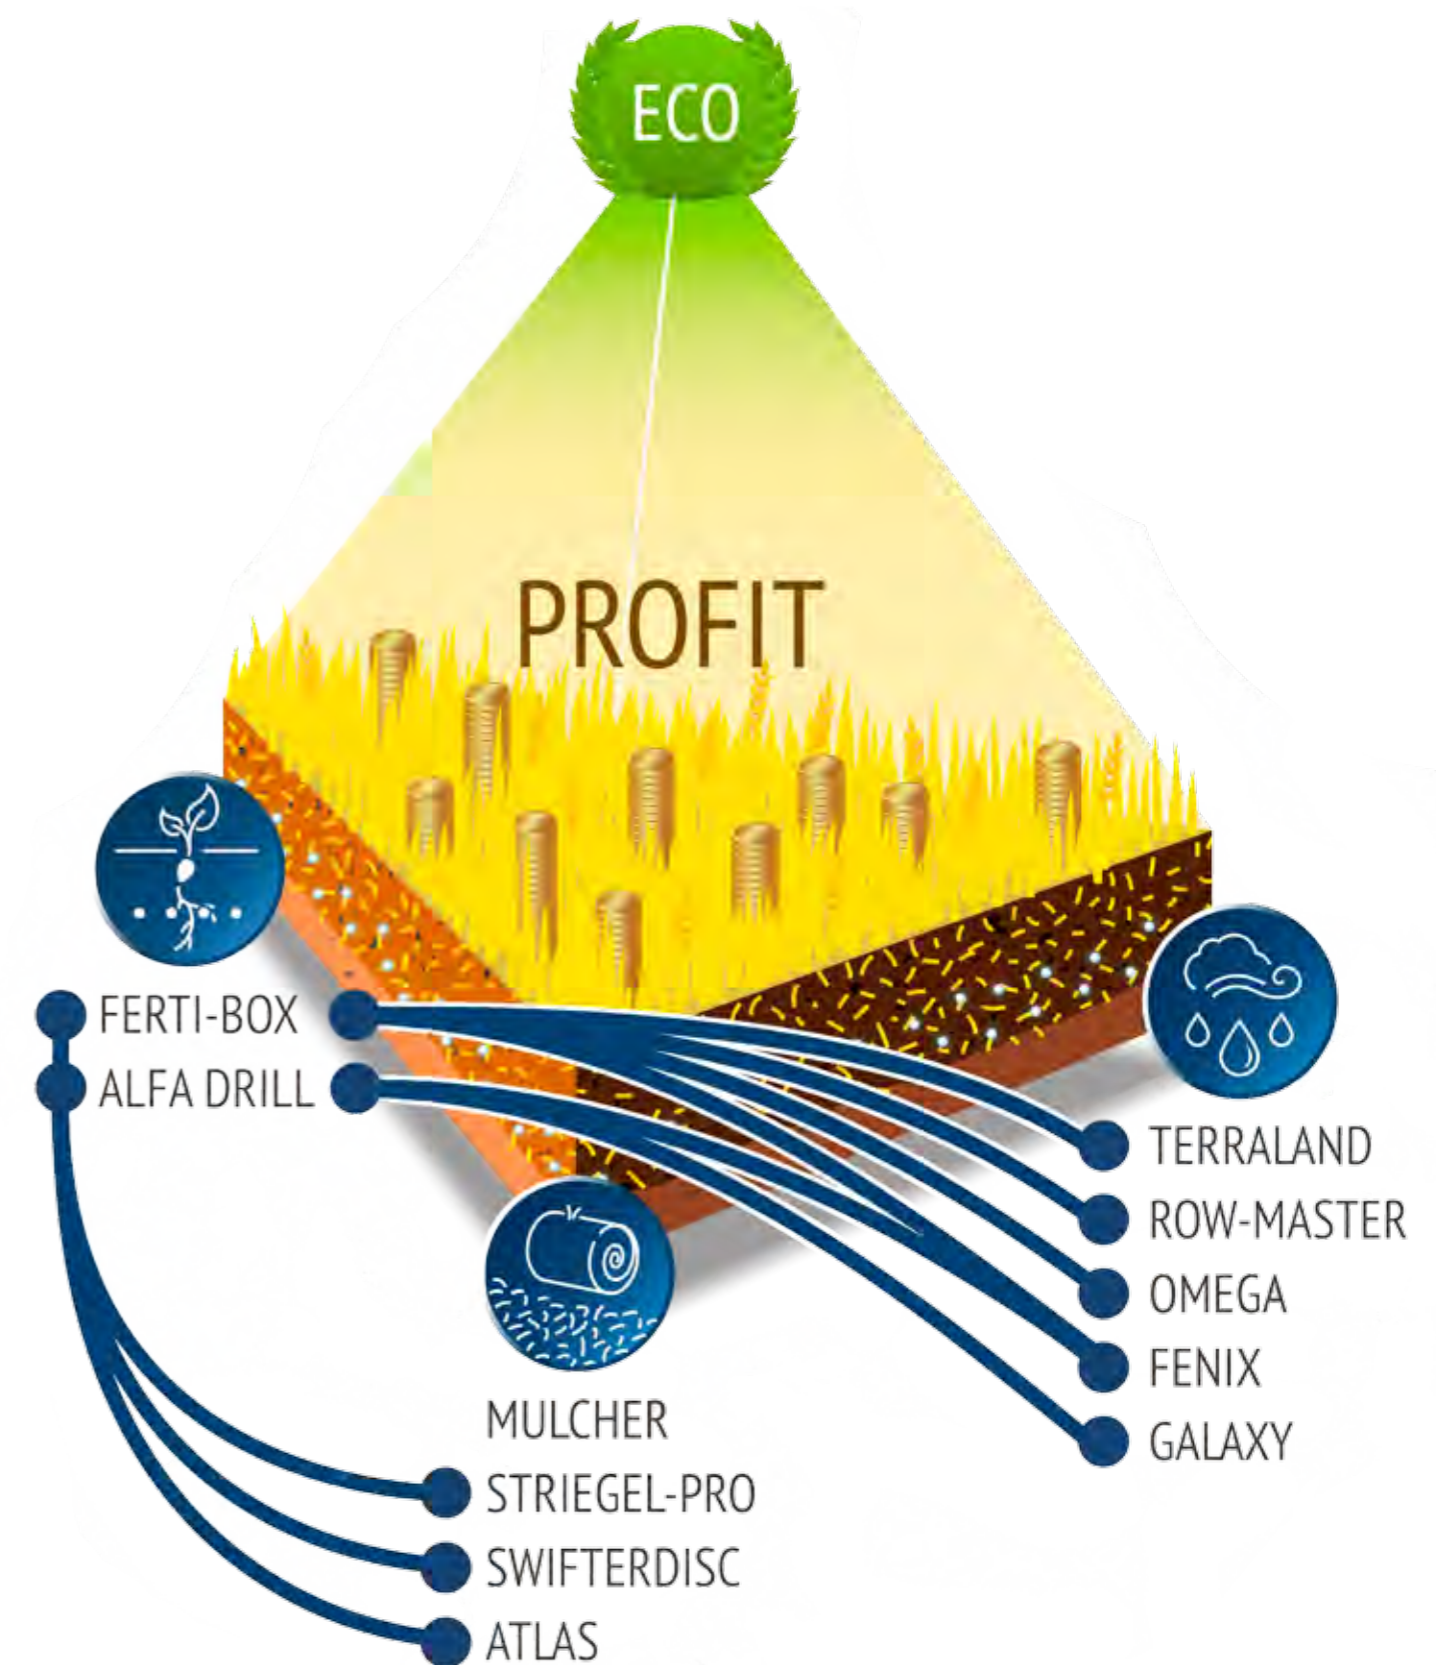 ECO
PROFIT
FERTI-BOX
ALFA DRILL
TERRALAND
ROW-MASTER
OMEGA
FENIX
GALAXY
MULCHER
STRIEGEL-PRO
SWIFTERDISC
ATLAS